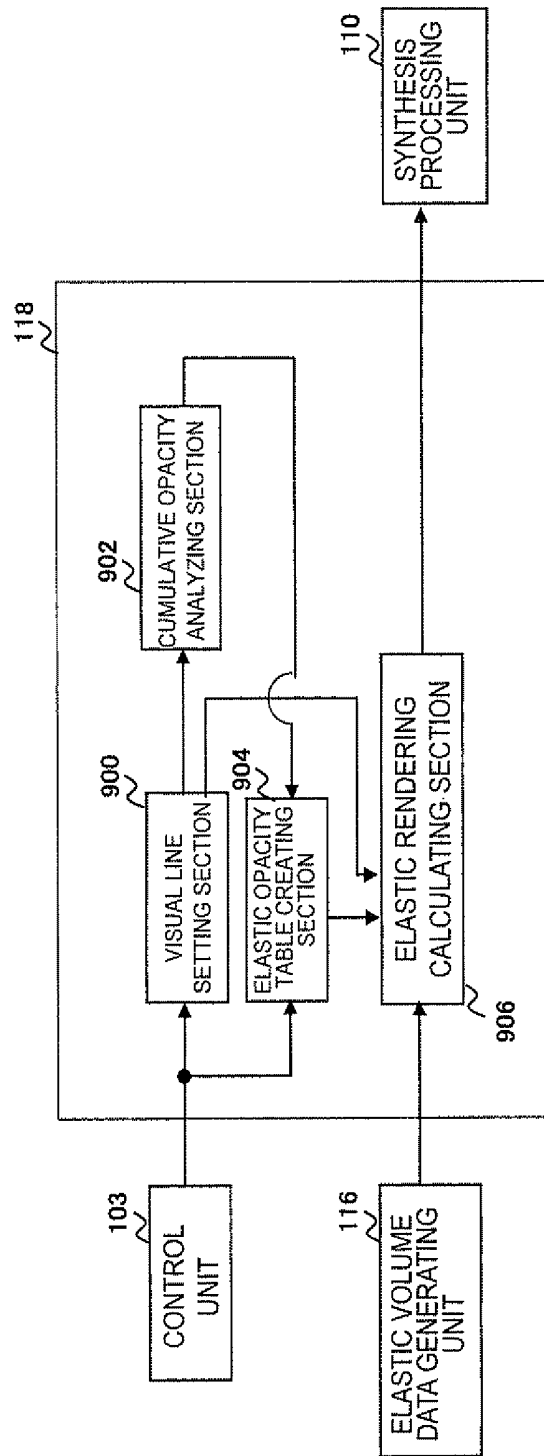 118
103
CONTROL
UNIT
900
VISUAL LINE
SETTING SECTION
902
CUMULATIVE OPACITY
ANALYZING SECTION
904
ELASTIC OPACITY
TABLE CREATING
SECTION
116
ELASTIC VOLUME
DATA GENERATING
UNIT
906
ELASTIC RENDERING
CALCULATING SECTION
110
SYNTHESIS
PROCESSING
UNIT